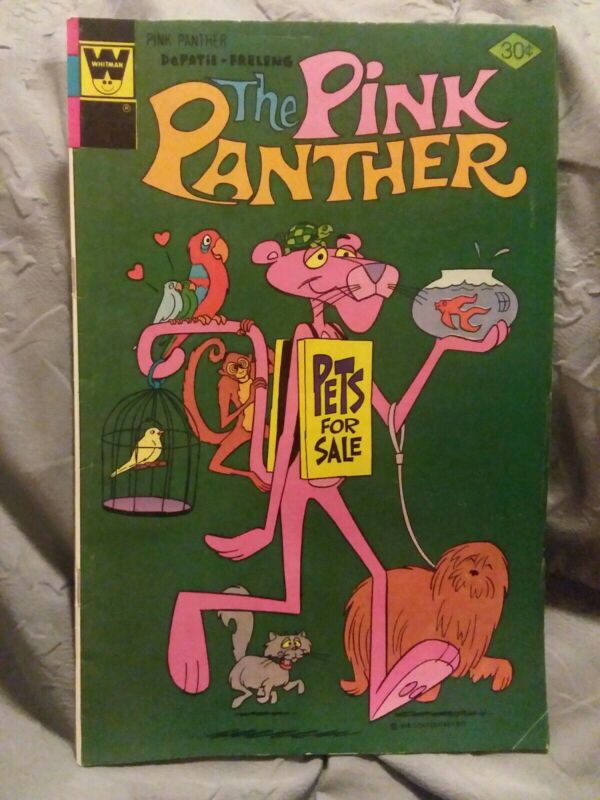 WHITMAN
W
®
PINK PANTHER
DePATIE-FRELENG
30¢
The PINK
PANTHER
PETS
FOR
SALE